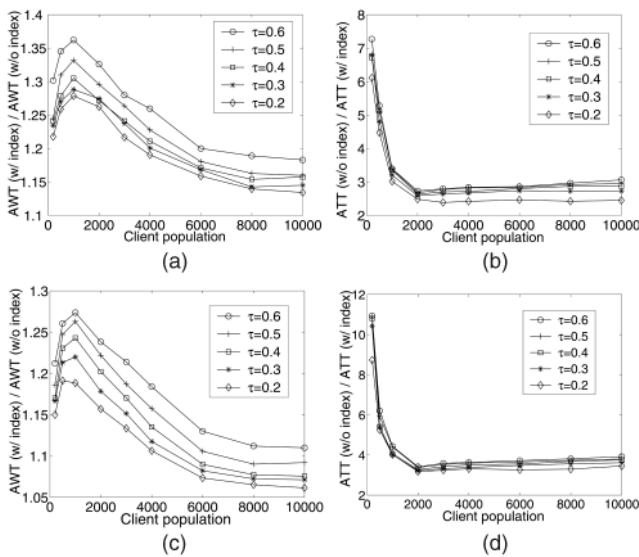 1.4
1.35
1.3
1.25
1.2
1.15
1.1
AWT (w/ index) / AWT (w/o index)
τ=0.6
τ=0.5
τ=0.4
τ=0.3
τ=0.2
0 2000 4000 6000 8000 10000
Client population
(a)
8
7
6
5
4
3
2
1
ATT (w/o index) / ATT (w/ index)
τ=0.6
τ=0.5
τ=0.4
τ=0.3
τ=0.2
0 2000 4000 6000 8000 10000
Client population
(b)
1.3
1.25
1.2
1.15
1.1
1.05
AWT (w/ index) / AWT (w/o index)
τ=0.6
τ=0.5
τ=0.4
τ=0.3
τ=0.2
0 2000 4000 6000 8000 10000
Client population
(c)
12
10
8
6
4
2
0
ATT (w/o index) / ATT (w/ index)
τ=0.6
τ=0.5
τ=0.4
τ=0.3
τ=0.2
0 2000 4000 6000 8000 10000
Client population
(d)